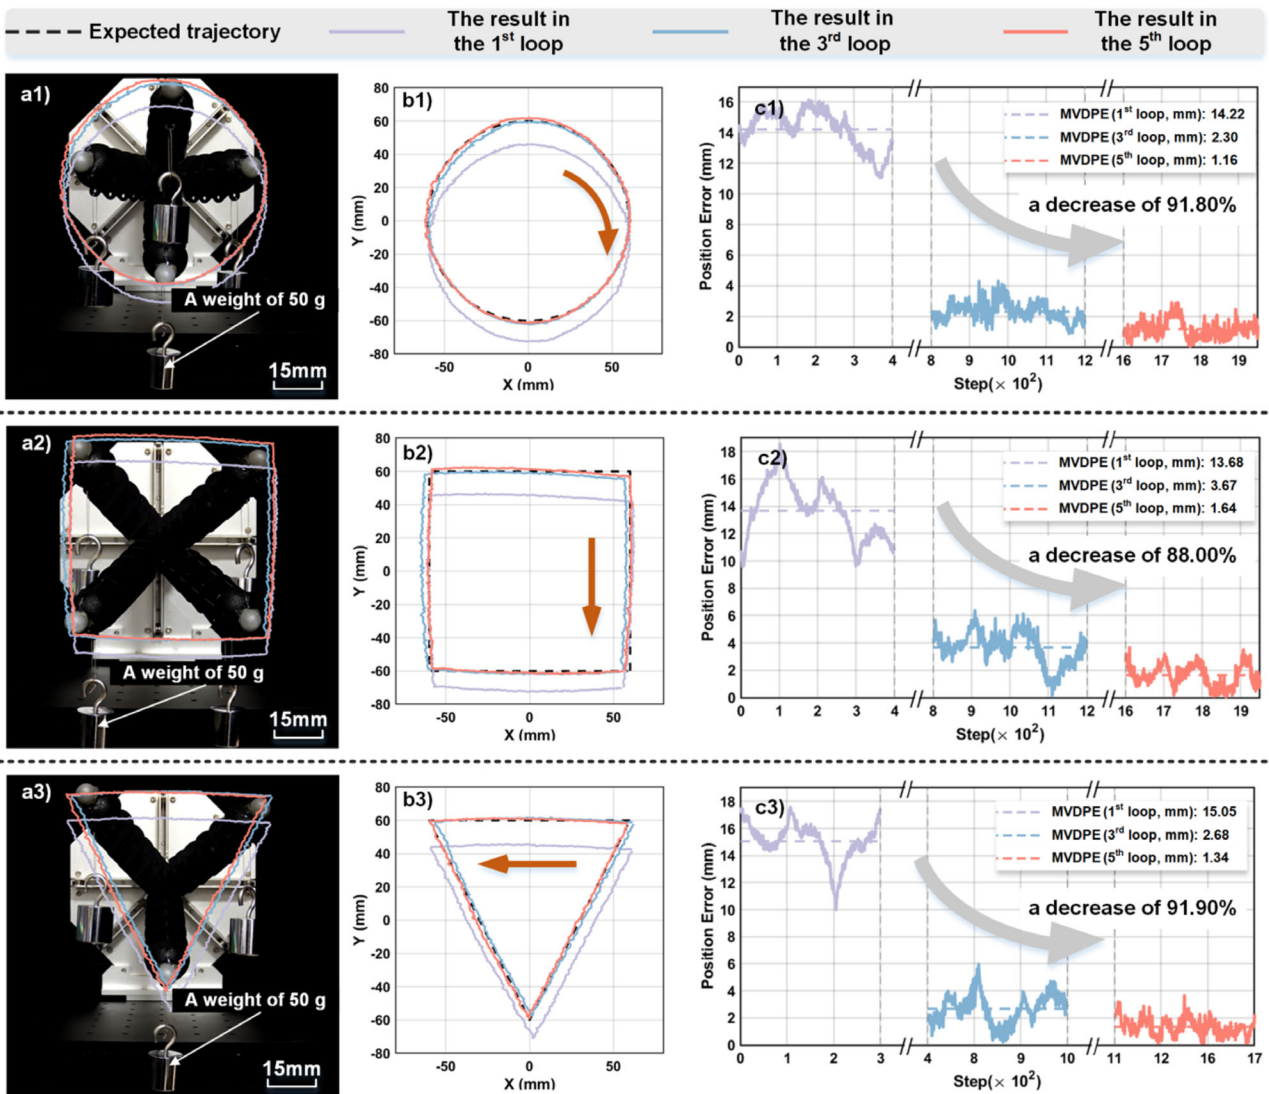 Expected trajectory
The result in
the 1st loop
The result in
the 3rd loop
The result in
the 5th loop
a1)
A weight of 50 g
15mm
b1)
80
60
40
20
0
-20
-40
-60
-80
Y (mm)
-50
0
50
X (mm)
c1)
16
14
12
10
8
6
4
2
0
Position Error (mm)
MVDPE (1st loop, mm): 14.22
MVDPE (3rd loop, mm): 2.30
MVDPE (5th loop, mm): 1.16
a decrease of 91.80%
0
1
2
3
4
8
9
10
11
12
16
17
18
19
Step(× 10²)
a2)
A weight of 50 g
15mm
b2)
80
60
40
20
0
-20
-40
-60
-80
Y (mm)
-50
0
50
X (mm)
c2)
18
16
14
12
10
8
6
4
2
0
Position Error (mm)
MVDPE (1st loop, mm): 13.68
MVDPE (3rd loop, mm): 3.67
MVDPE (5th loop, mm): 1.64
a decrease of 88.00%
0
1
2
3
4
8
9
10
11
12
16
17
18
19
Step(× 10²)
a3)
A weight of 50 g
15mm
b3)
80
60
40
20
0
-20
-40
-60
-80
Y (mm)
-50
0
50
X (mm)
c3)
18
16
14
12
10
8
6
4
2
0
Position Error (mm)
MVDPE (1st loop, mm): 15.05
MVDPE (3rd loop, mm): 2.68
MVDPE (5th loop, mm): 1.34
a decrease of 91.90%
0
1
2
3
4
8
9
10
11
12
16
17
Step(× 10²)